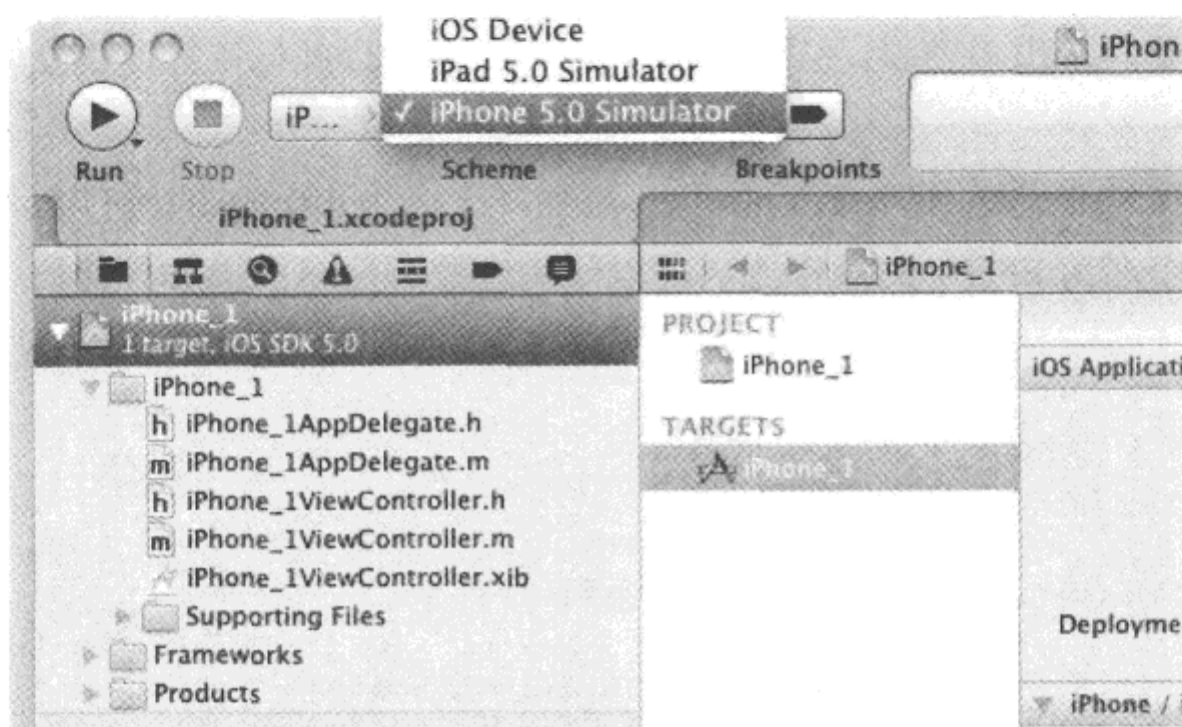 iOS Device
iPad 5.0 Simulator
✓ iPhone 5.0 Simulator
iPhon
iP...
Run
Stop
Scheme
Breakpoints
iPhone_1.xcodeproj
iPhone_1
iPhone_1
1 target, iOS SDK 5.0
iPhone_1
h iPhone_1AppDelegate.h
m iPhone_1AppDelegate.m
h iPhone_1ViewController.h
m iPhone_1ViewController.m
iPhone_1ViewController.xib
Supporting Files
Frameworks
Products
PROJECT
iPhone_1
TARGETS
iPhone_1
iOS Applicati
Deployme
iPhone /